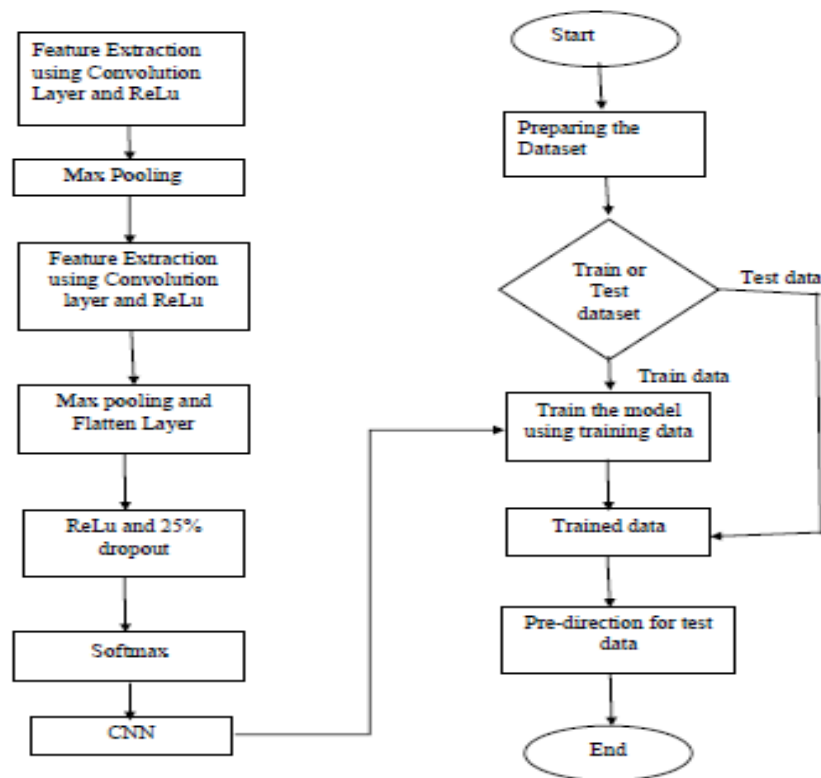 Feature Extraction
using Convolution
Layer and ReLu
Max Pooling
Feature Extraction
using Convolution
layer and ReLu
Max pooling and
Flatten Layer
ReLu and 25%
dropout
Softmax
CNN
Start
Preparing the
Dataset
Train or
Test
dataset
Test data
Train data
Train the model
using training data
Trained data
Pre-direction for test
data
End